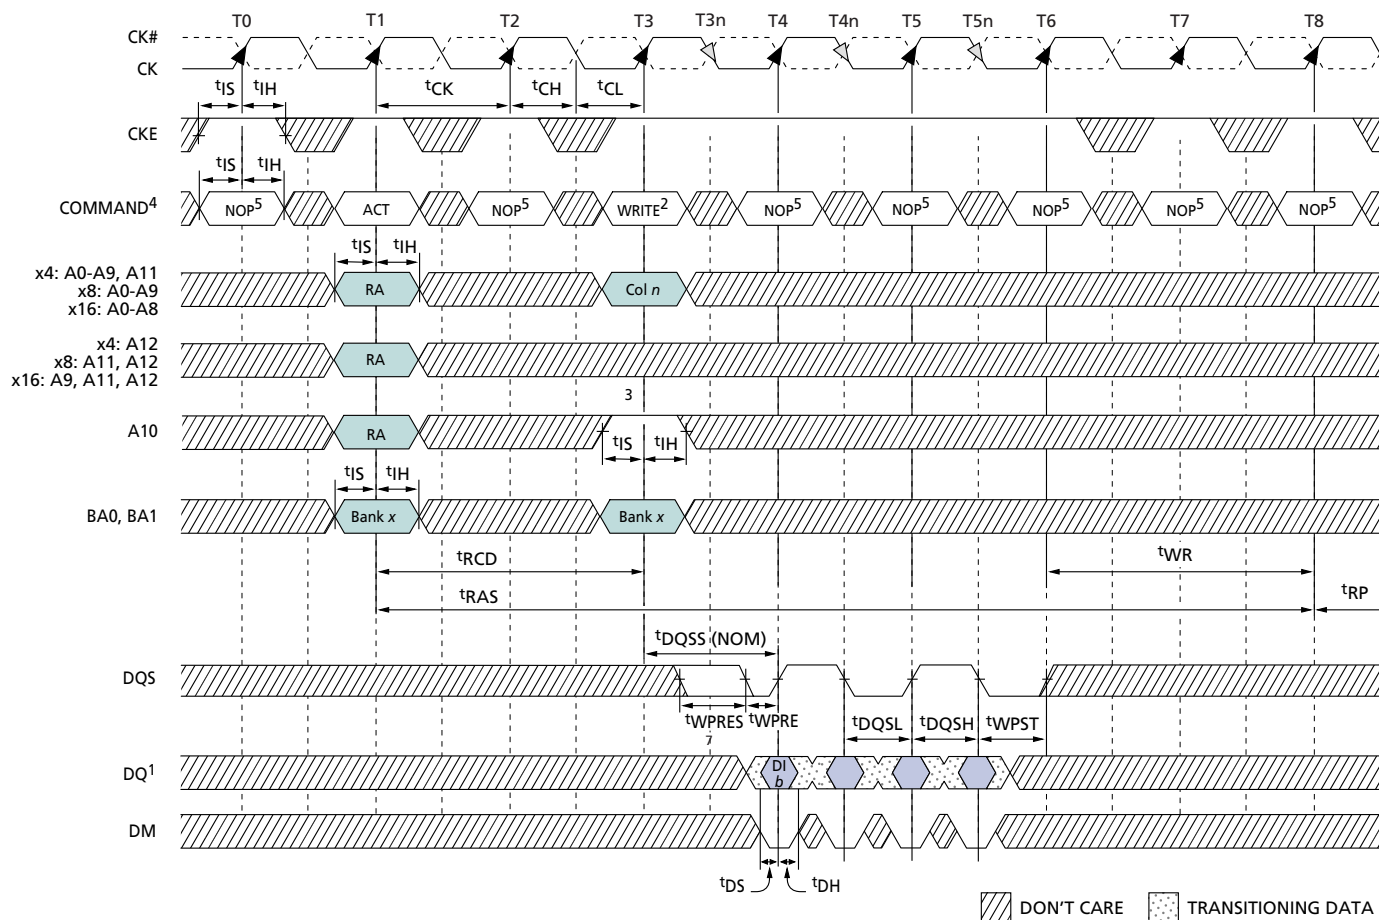 T0 T1 T2 T3 T3n T4 T4n T5 T5n T6 T7 T8
CK#
CK
tIS tIH tCK tCH tCL
CKE
tIS tIH
COMMAND4 NOP5 ACT NOP5 WRITE2 NOP5 NOP5 NOP5 NOP5 NOP5
tIS tIH
x4: A0-A9, A11
x8: A0-A9
x16: A0-A8
RA Col n
x4: A12
x8: A11, A12
x16: A9, A11, A12
RA
3
A10 RA
tIS tIH
tIS tIH
BA0, BA1 Bank x Bank x
tRCD tWR
tRAS tRP
tDQSS (NOM)
DQS
tWPRES tWPRE tDQSL tDQSH tWPST
7
DQ1 DI
b
DM
tDS tDH
DON'T CARE TRANSITIONING DATA